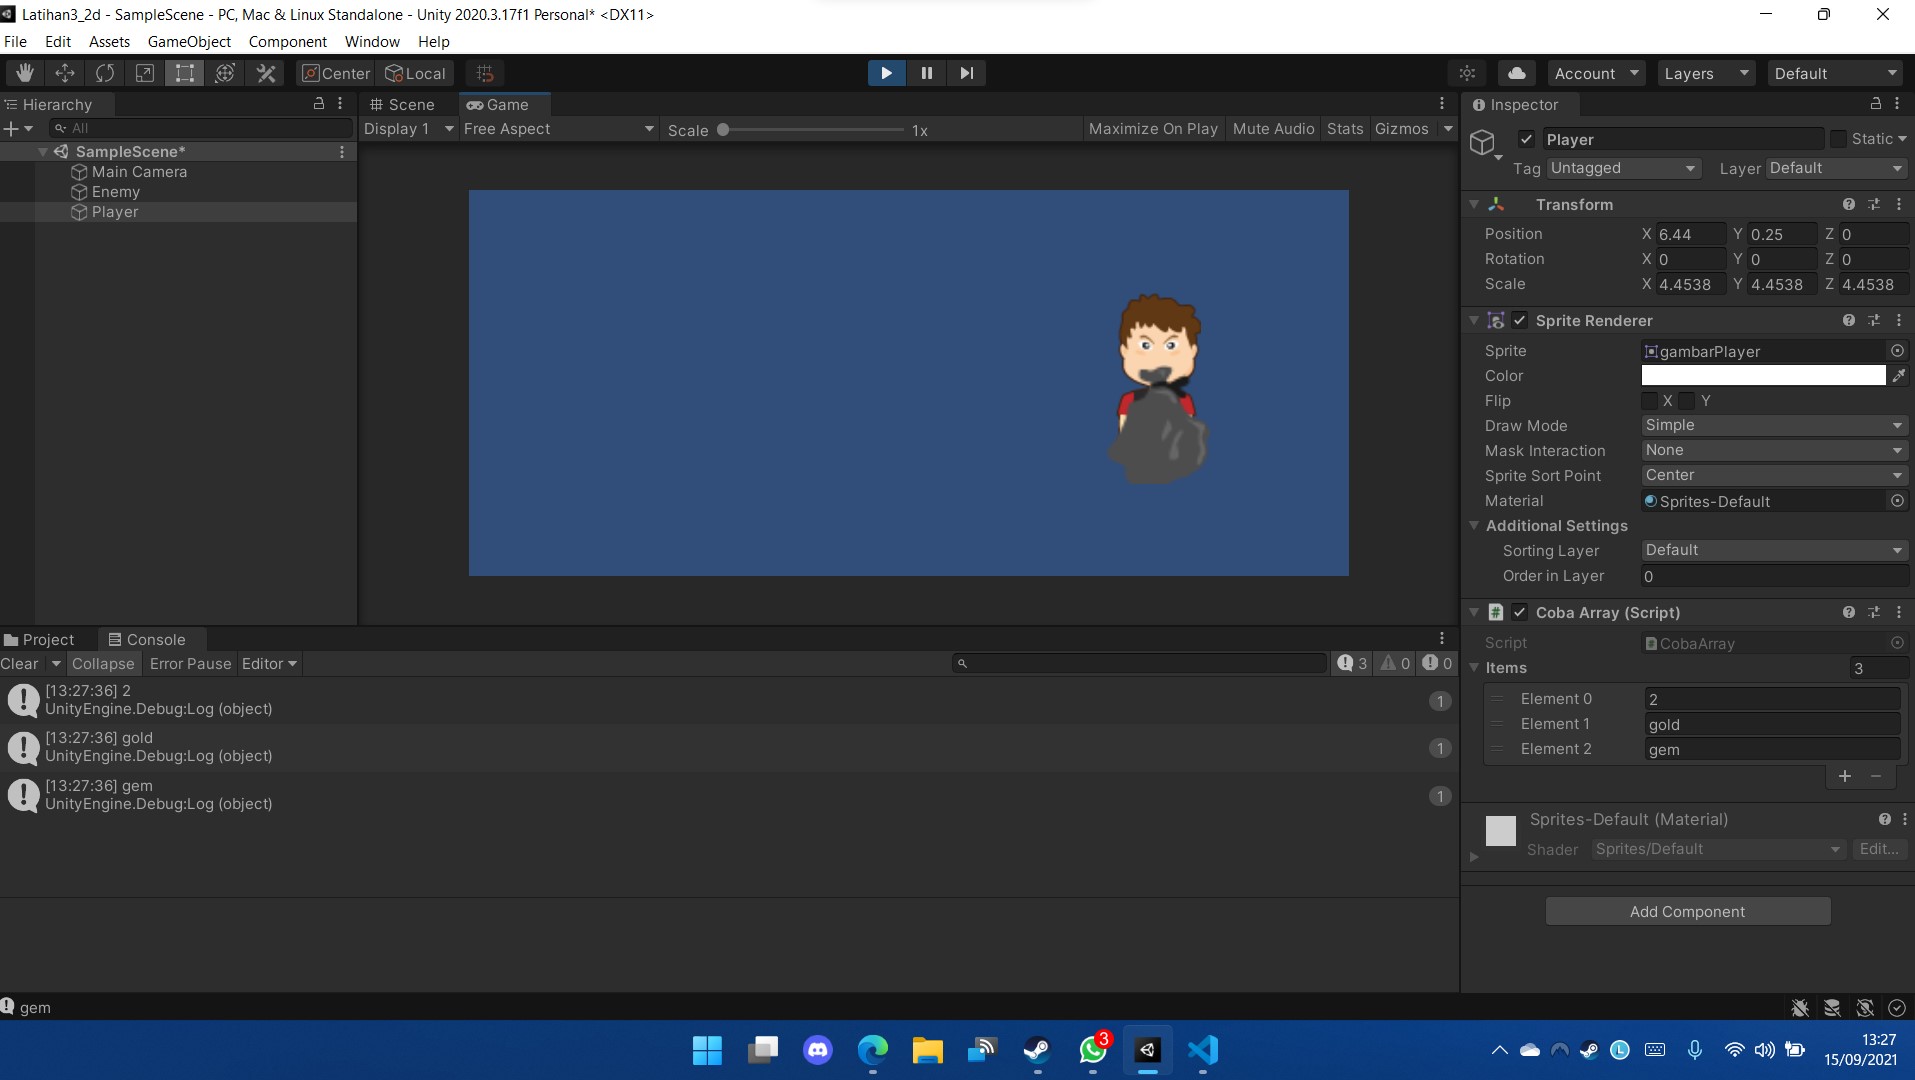 Latihan3_2d - SampleScene - PC, Mac & Linux Standalone - Unity 2020.3.17f1 Personal* <DX11>
File Edit Assets GameObject Component Window Help
Center Local Account Layers Default
Hierarchy
All
SampleScene*
Main Camera
Enemy
Player
Scene Game
Display 1 Free Aspect Scale 1x Maximize On Play Mute Audio Stats Gizmos
Project Console
Clear Collapse Error Pause Editor 3 0 0
[13:27:36] 2
UnityEngine.Debug:Log (object)
1
[13:27:36] gold
UnityEngine.Debug:Log (object)
1
[13:27:36] gem
UnityEngine.Debug:Log (object)
1
Inspector
Player Static
Tag Untagged Layer Default
Transform
Position X 6.44 Y 0.25 Z 0
Rotation X 0 Y 0 Z 0
Scale X 4.4538 Y 4.4538 Z 4.4538
Sprite Renderer
Sprite gambarPlayer
Color
Flip X Y
Draw Mode Simple
Mask Interaction None
Sprite Sort Point Center
Material Sprites-Default
Additional Settings
Sorting Layer Default
Order in Layer 0
# Coba Array (Script)
Script CobaArray
Items 3
Element 0 2
Element 1 gold
Element 2 gem
+ −
Sprites-Default (Material)
Shader Sprites/Default Edit...
Add Component
gem
3
13:27
15/09/2021